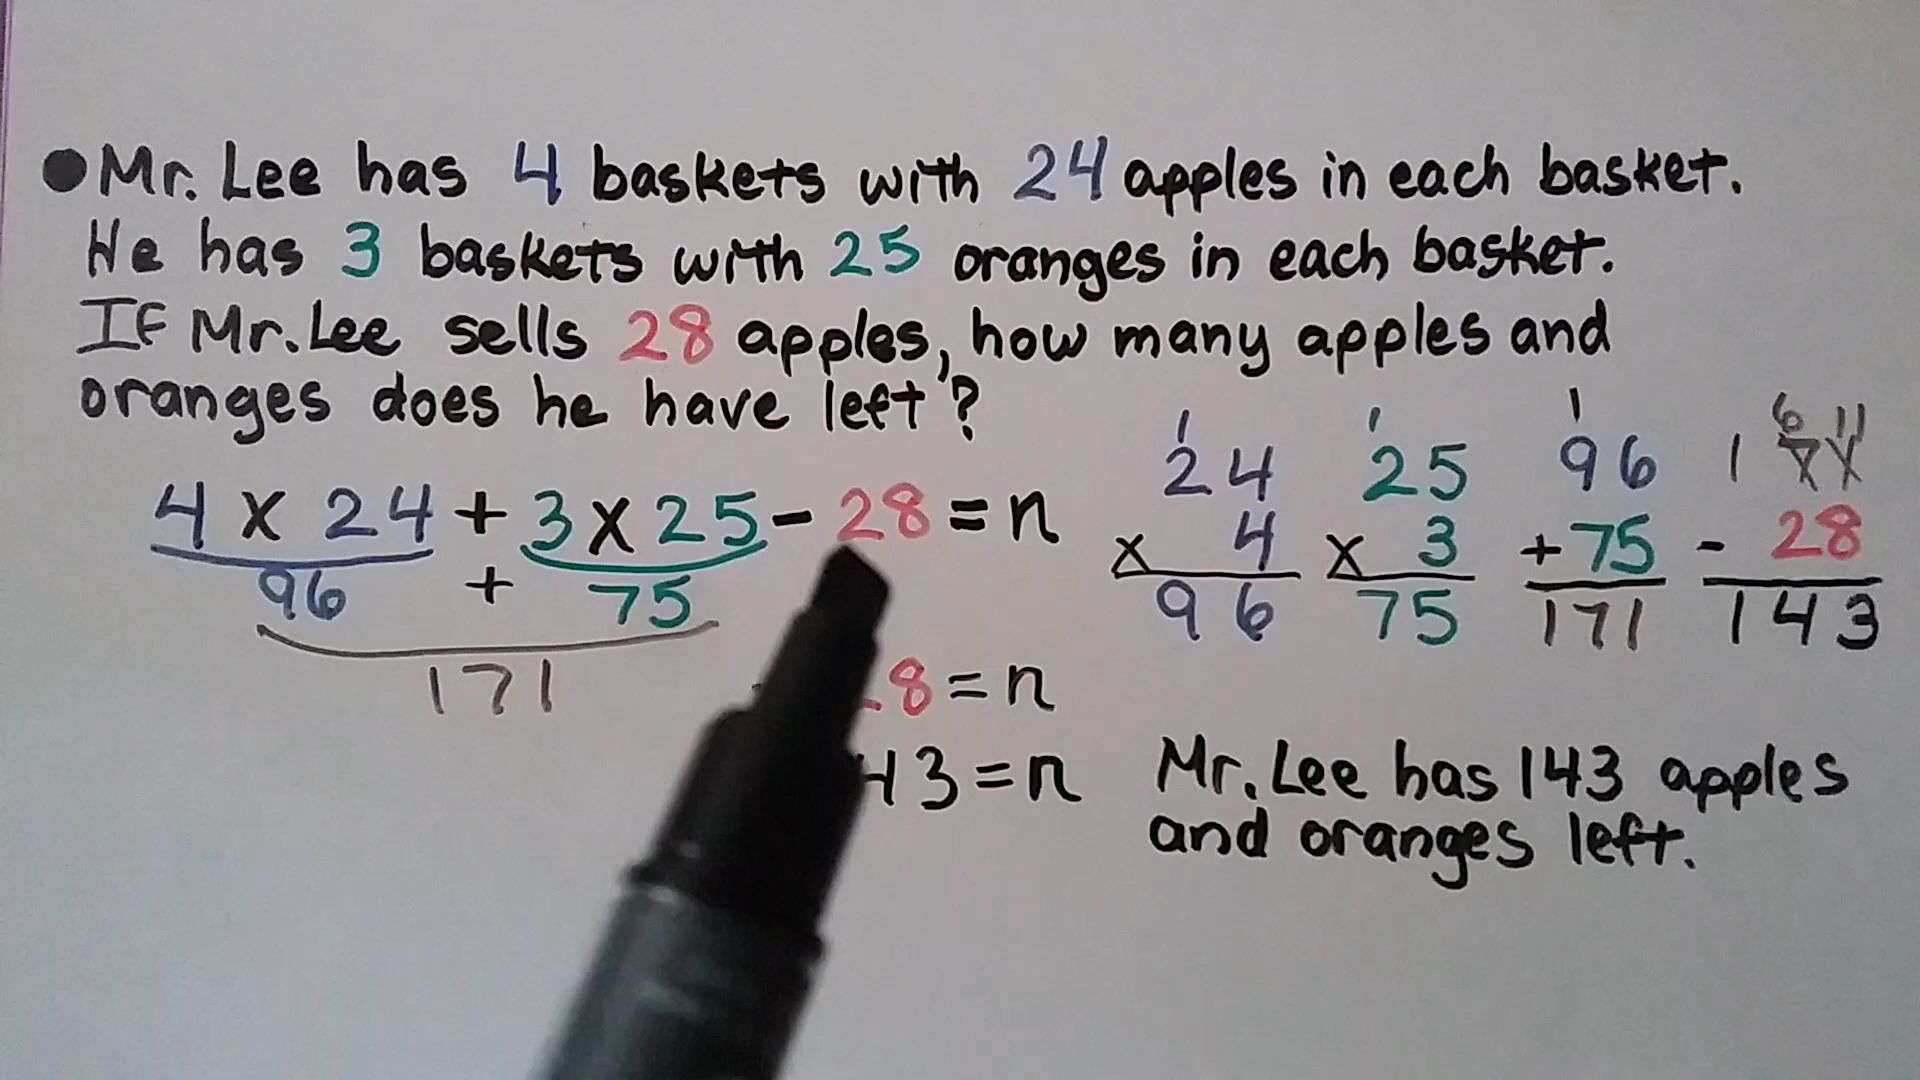 ●Mr. Lee has 4 baskets with 24 apples in each basket.
He has 3 baskets with 25 oranges in each basket.
If Mr. Lee sells 28 apples, how many apples and
oranges does he have left?
4 x 24 + 3 x 25 - 28 = n
96 + 75
171
8 = n
43 = n
1
24
x 4
96
1
25
x 3
75
1
96
+ 75
171
6 11
1 7 1
- 28
143
Mr. Lee has 143 apples
and oranges left.